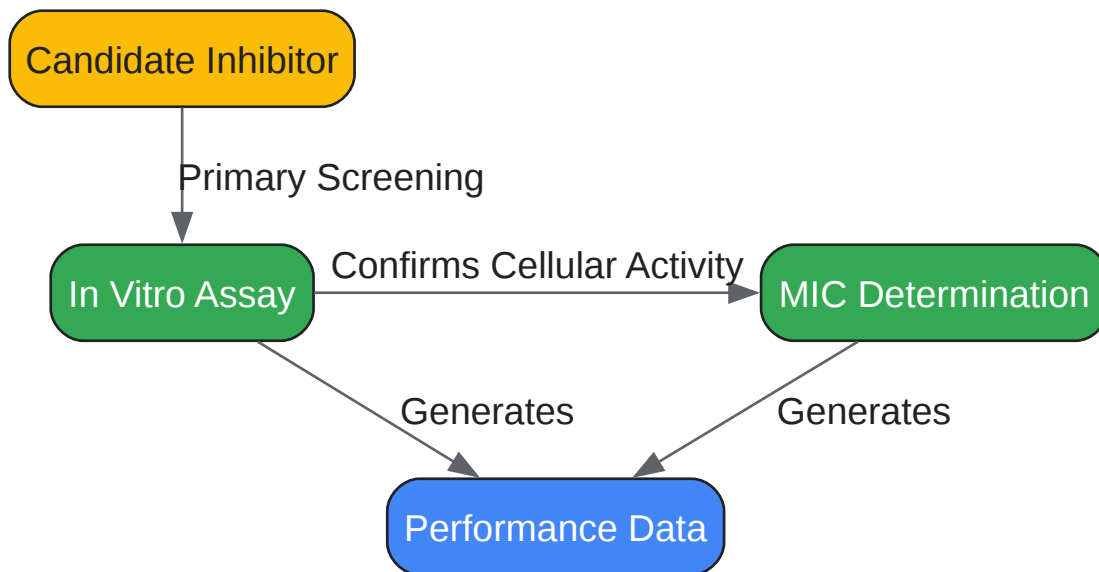 Candidate Inhibitor
Primary Screening
Confirms Cellular Activity
In Vitro Assay
MIC Determination
Generates
Generates
Performance Data